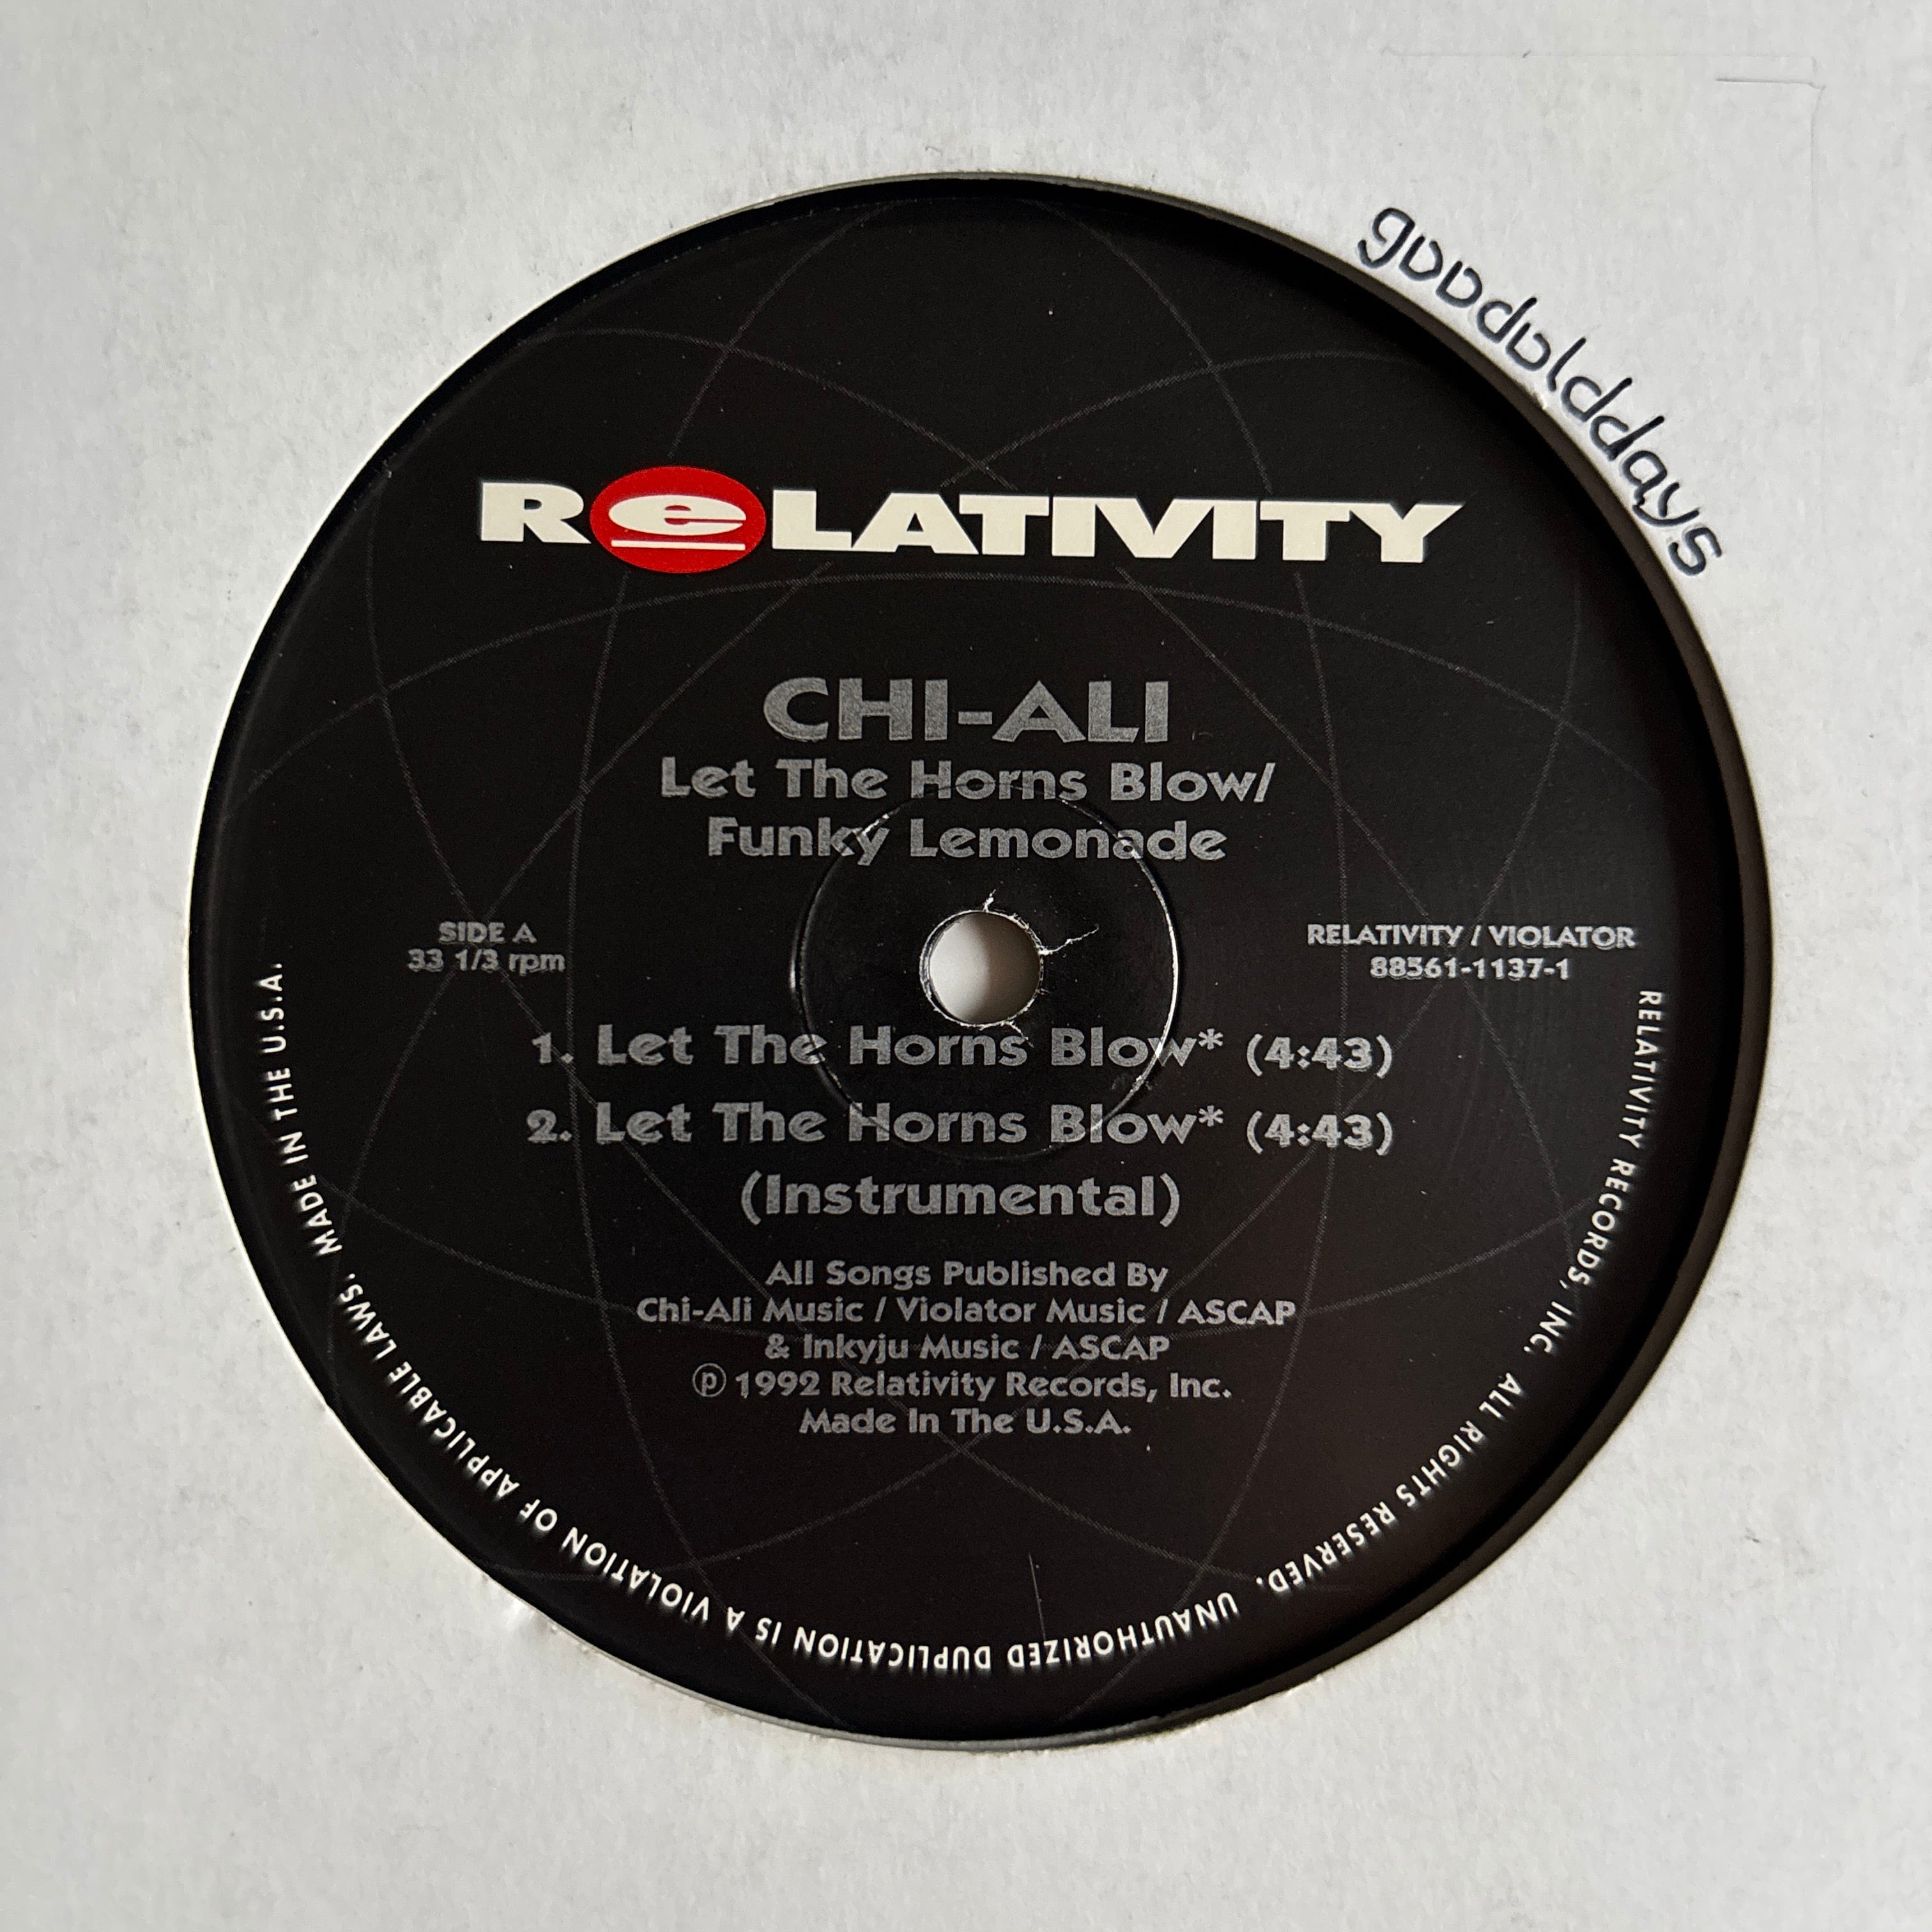 goodolddays
ReLATIVITY
CHI-ALI
Let The Horns Blow/
Funky Lemonade
SIDE A
33 1/3 rpm
RELATIVITY / VIOLATOR
88561-1137-1
1. Let The Horns Blow* (4:43)
2. Let The Horns Blow* (4:43)
(Instrumental)
All Songs Published By
Chi-Ali Music / Violator Music / ASCAP
& Inkyju Music / ASCAP
℗ 1992 Relativity Records, Inc.
Made In The U.S.A.
RELATIVITY RECORDS, INC. ALL RIGHTS RESERVED. UNAUTHORIZED DUPLICATION IS A VIOLATION OF APPLICABLE LAWS. MADE IN THE U.S.A.